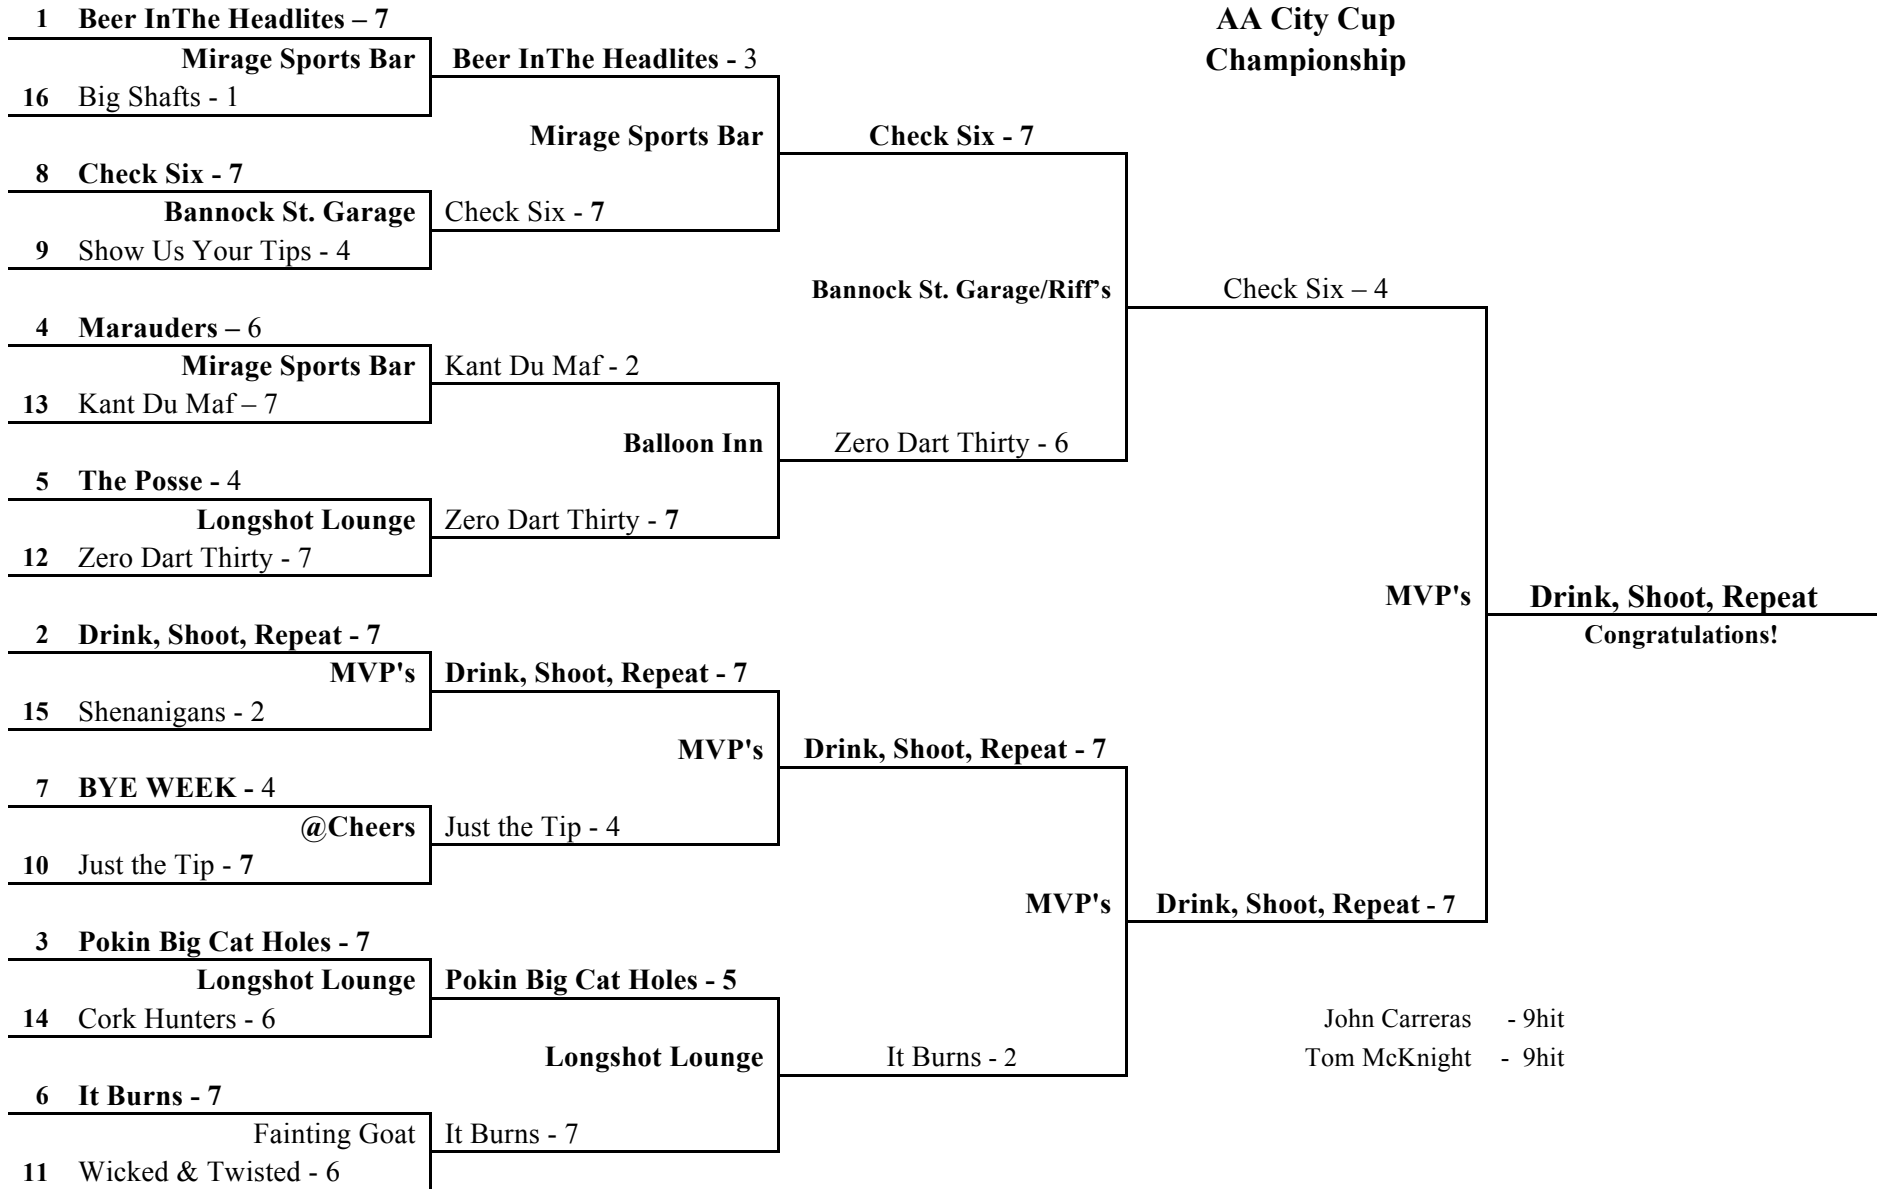 1 Beer InThe Headlites – 7
AA City Cup
Mirage Sports Bar
Beer InThe Headlites - 3
Championship
16 Big Shafts - 1
Mirage Sports Bar
Check Six - 7
8 Check Six - 7
Bannock St. Garage
Check Six - 7
9 Show Us Your Tips - 4
Bannock St. Garage/Riff’s
Check Six – 4
4 Marauders – 6
Mirage Sports Bar
Kant Du Maf - 2
13 Kant Du Maf – 7
Balloon Inn
Zero Dart Thirty - 6
5 The Posse - 4
Longshot Lounge
Zero Dart Thirty - 7
12 Zero Dart Thirty - 7
MVP's
Drink, Shoot, Repeat
2 Drink, Shoot, Repeat - 7
Congratulations!
MVP's
Drink, Shoot, Repeat - 7
15 Shenanigans - 2
MVP's
Drink, Shoot, Repeat - 7
7 BYE WEEK - 4
@Cheers
Just the Tip - 4
10 Just the Tip - 7
MVP's
Drink, Shoot, Repeat - 7
3 Pokin Big Cat Holes - 7
Longshot Lounge
Pokin Big Cat Holes - 5
14 Cork Hunters - 6
John Carreras - 9hit
Longshot Lounge
It Burns - 2
Tom McKnight - 9hit
6 It Burns - 7
Fainting Goat
It Burns - 7
11 Wicked & Twisted - 6